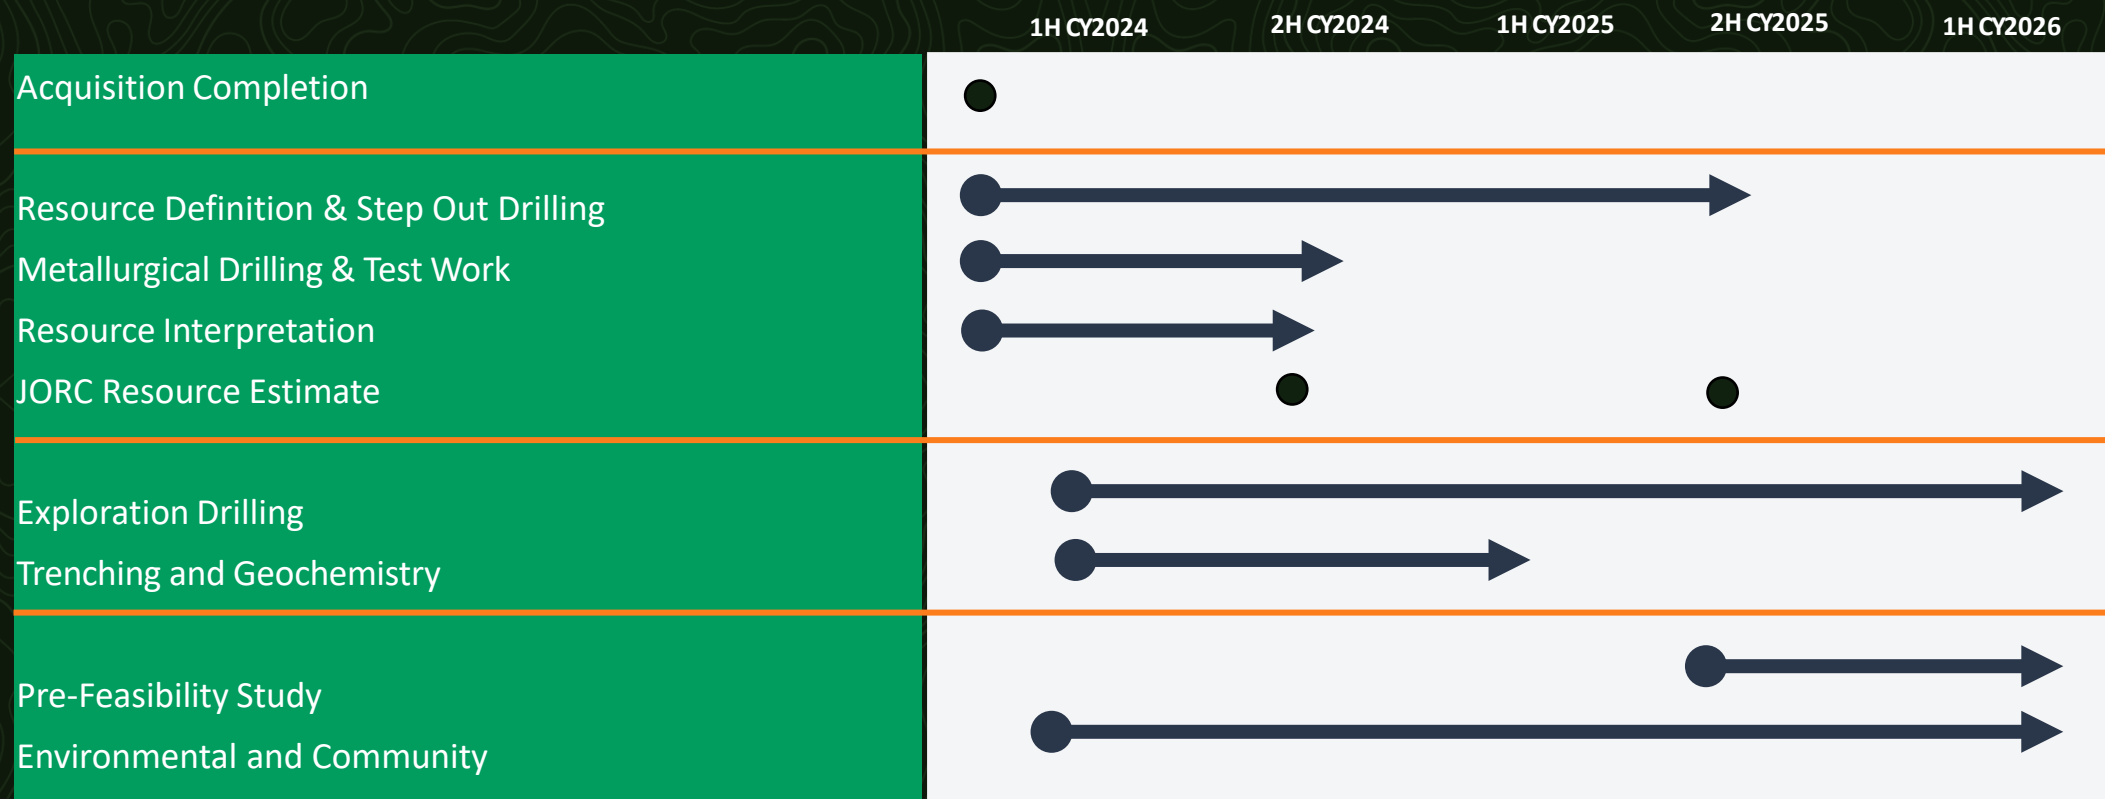 1H CY2024 2H CY2024 1H CY2025 2H CY2025 1H CY2026
Acquisition Completion
Resource Definition & Step Out Drilling
Metallurgical Drilling & Test Work
Resource Interpretation
JORC Resource Estimate
Exploration Drilling
Trenching and Geochemistry
Pre-Feasibility Study
Environmental and Community